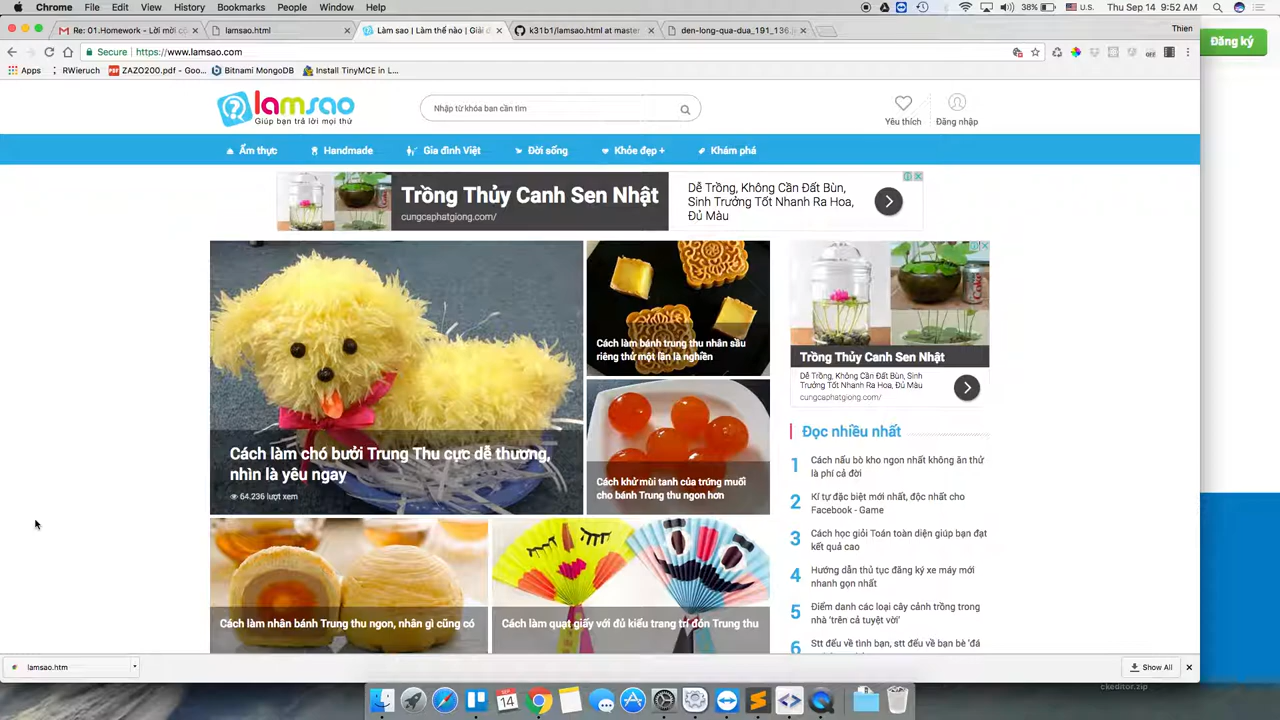 Chrome File Edit View History Bookmarks People Window Help
38% U.S. Thu Sep 14 9:52 AM
Re: 01.Homework - Lời mời c
lamsao.html
Làm sao | Làm thế nào | Giải đ
k31b1/lamsao.html at master
den-long-qua-dua_191_136.j
Thien
Secure https://www.lamsao.com
Apps RWieruch ZAZO200.pdf - Goo... Bitnami MongoDB Install TinyMCE in L...
Đăng ký
lamsao
Giúp bạn trả lời mọi thứ
Nhập từ khóa bạn cần tìm
Yêu thích
Đăng nhập
Ẩm thực Handmade Gia đình Việt Đời sống Khỏe đẹp + Khám phá
Trồng Thủy Canh Sen Nhật
cungcaphatgiong.com/
Dễ Trồng, Không Cần Đất Bùn,
Sinh Trưởng Tốt Nhanh Ra Hoa,
Đủ Màu
Cách làm chó bưởi Trung Thu cực dễ thương,
nhìn là yêu ngay
64.236 lượt xem
Cách làm bánh trung thu nhân sầu
riêng thử một lần là nghiền
Cách khử mùi tanh của trứng muối
cho bánh Trung thu ngon hơn
Cách làm nhân bánh Trung thu ngon, nhân gì cũng có
Cách làm quạt giấy với đủ kiểu trang trí đón Trung thu
Trồng Thủy Canh Sen Nhật
Dễ Trồng, Không Cần Đất Bùn, Sinh
Trưởng Tốt Nhanh Ra Hoa, Đủ Màu
cungcaphatgiong.com/
Đọc nhiều nhất
1 Cách nấu bò kho ngon nhất không ăn thử
là phí cả đời
2 Kí tự đặc biệt mới nhất, độc nhất cho
Facebook - Game
3 Cách học giỏi Toán toàn diện giúp bạn đạt
kết quả cao
4 Hướng dẫn thủ tục đăng ký xe máy mới
nhanh gọn nhất
5 Điểm danh các loại cây cảnh trồng trong
nhà 'trên cả tuyệt vời'
6 Stt đểu về tình bạn, stt đểu về bạn bè 'đá
lamsao.htm
Show All
ckeditor.zip
SEP
14